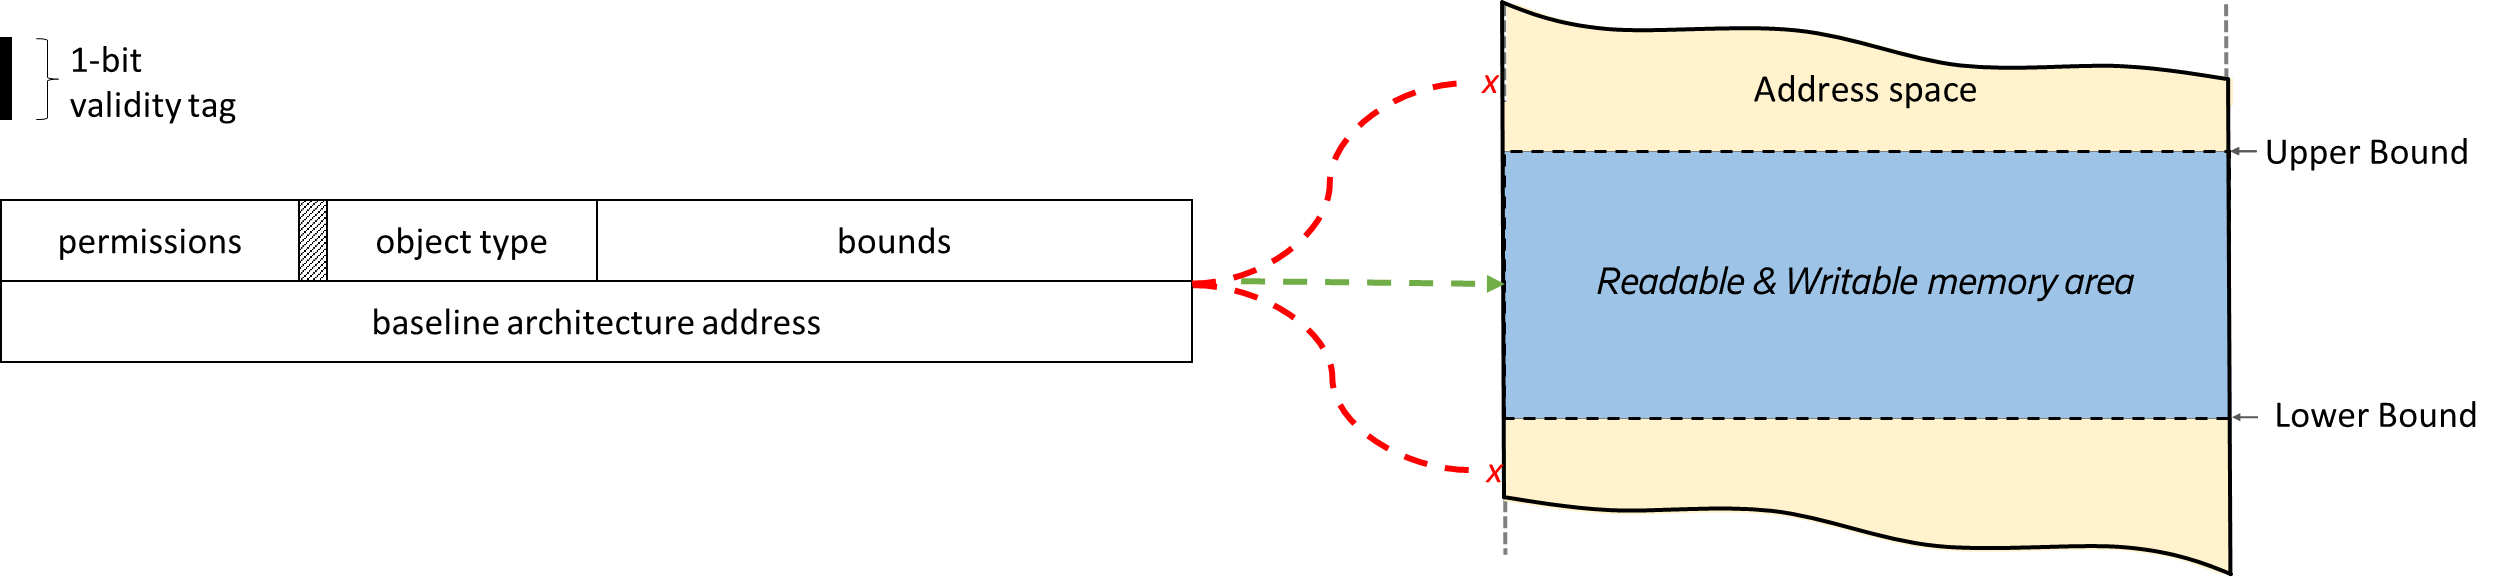 1-bit
validity tag
permissions
object type
bounds
baseline architecture address
x
x
Address space
Readable & Writable memory area
Upper Bound
Lower Bound